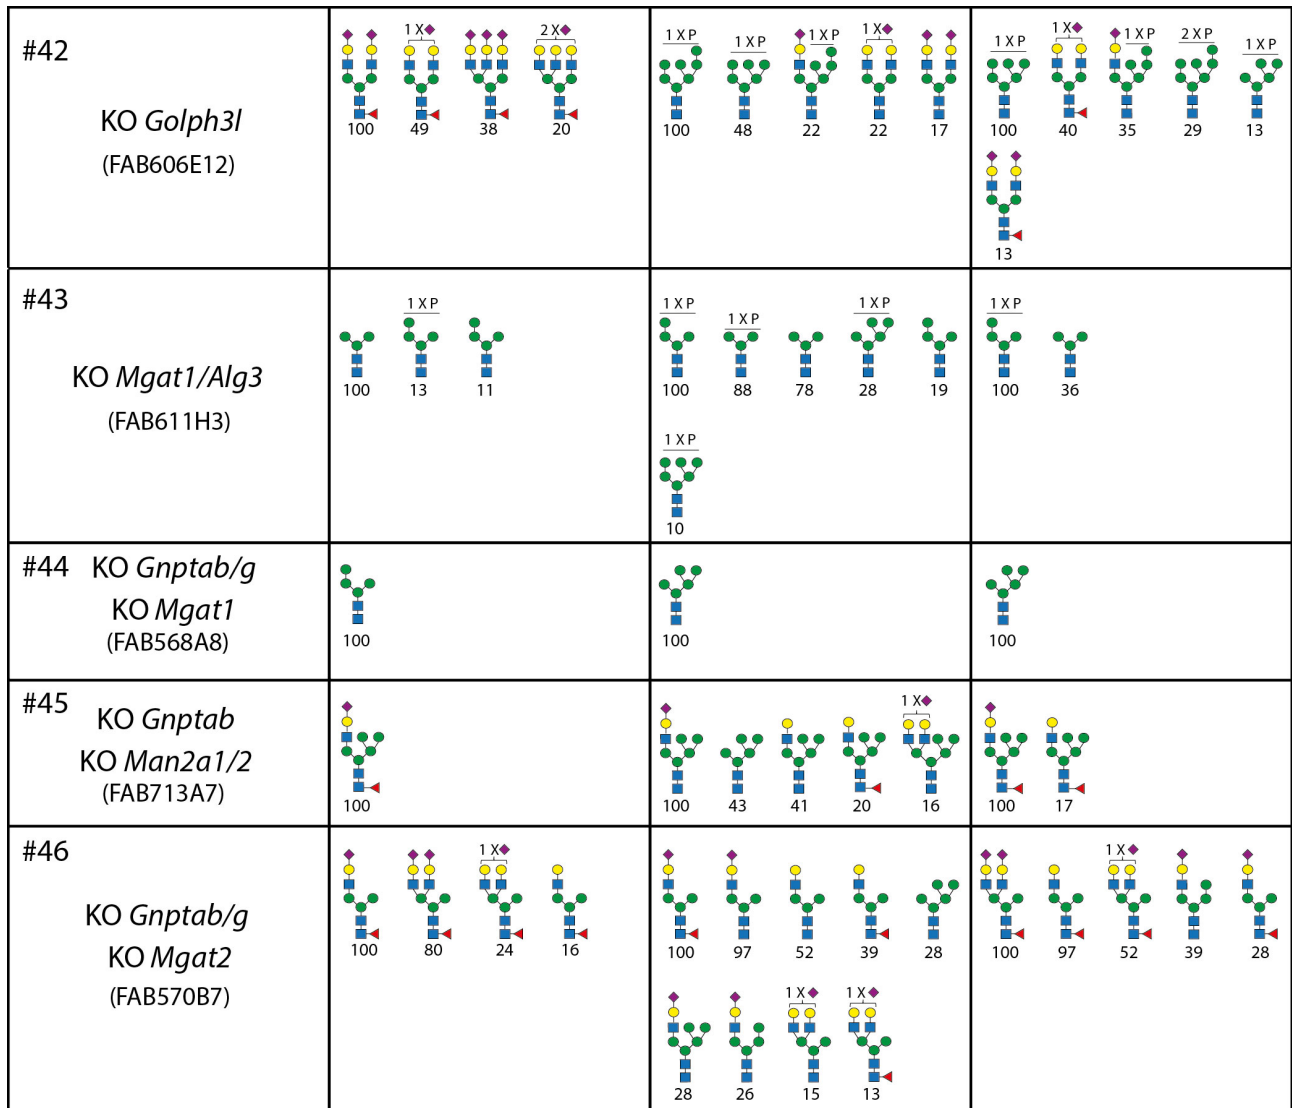 #42
KO Golph3l
(FAB606E12)
1 X
2 X
100 49 38 20
1 X P
1 X P
1 X P
1 X
100 48 22 22 17
1 X P
1 X
1 X P
2 X P
1 X P
100 40 35 29 13
13
#43
KO Mgat1/Alg3
(FAB611H3)
1 X P
100 13 11
1 X P
1 X P
1 X P
100 88 78 28 19
1 X P
10
1 X P
100 36
#44 KO Gnptab/g
KO Mgat1
(FAB568A8)
100
100
100
#45
KO Gnptab
KO Man2a1/2
(FAB713A7)
100
1 X
100 43 41 20 16
100 17
#46
KO Gnptab/g
KO Mgat2
(FAB570B7)
1 X
100 80 24 16
100 97 52 39 28
1 X
1 X
28 26 15 13
1 X
100 97 52 39 28